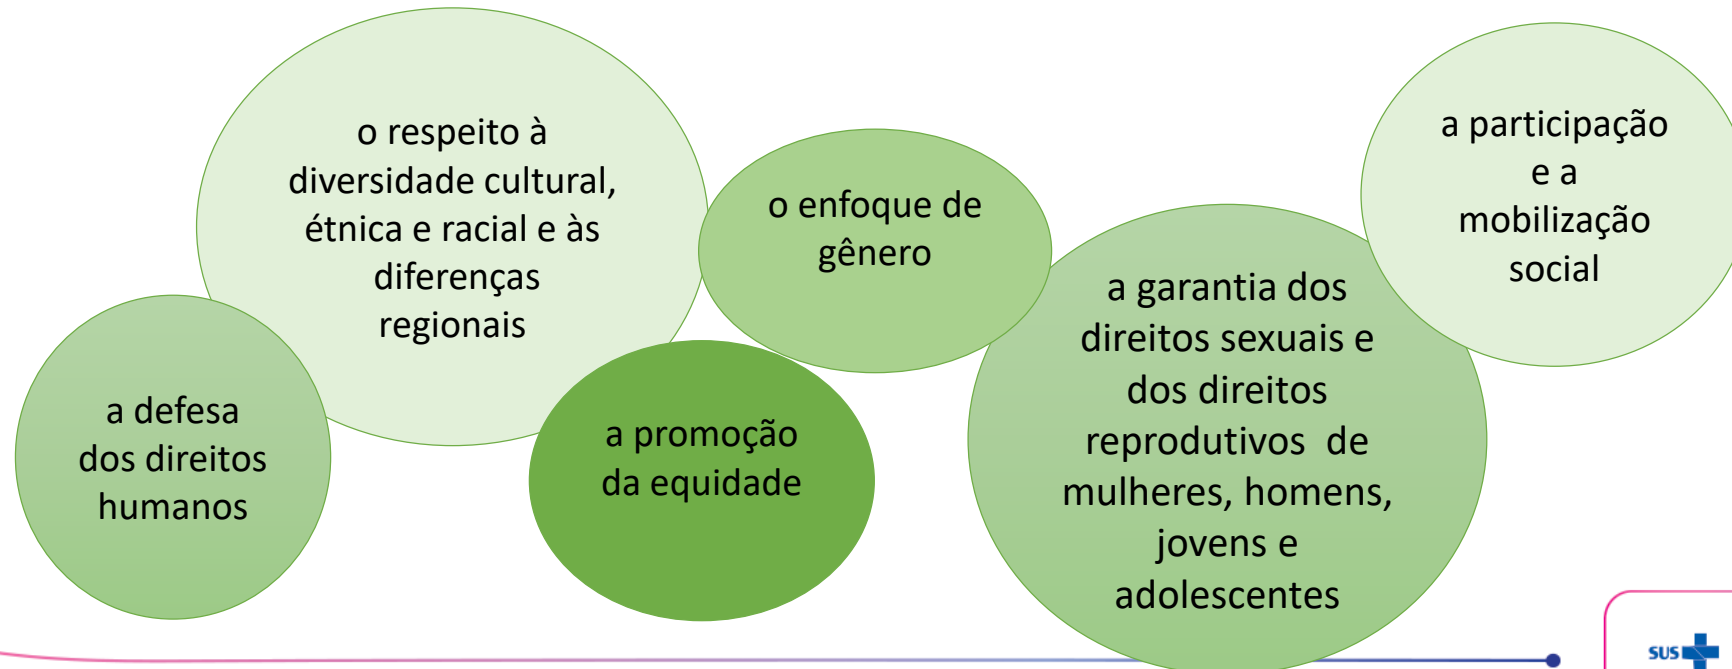 o respeito à
diversidade cultural,
étnica e racial e às
diferenças
regionais
a defesa
dos direitos
humanos
o enfoque de
gênero
a promoção
da equidade
a garantia dos
direitos sexuais e
dos direitos
reprodutivos  de
mulheres, homens,
jovens e
adolescentes
a participação
e a
mobilização
social
SUS